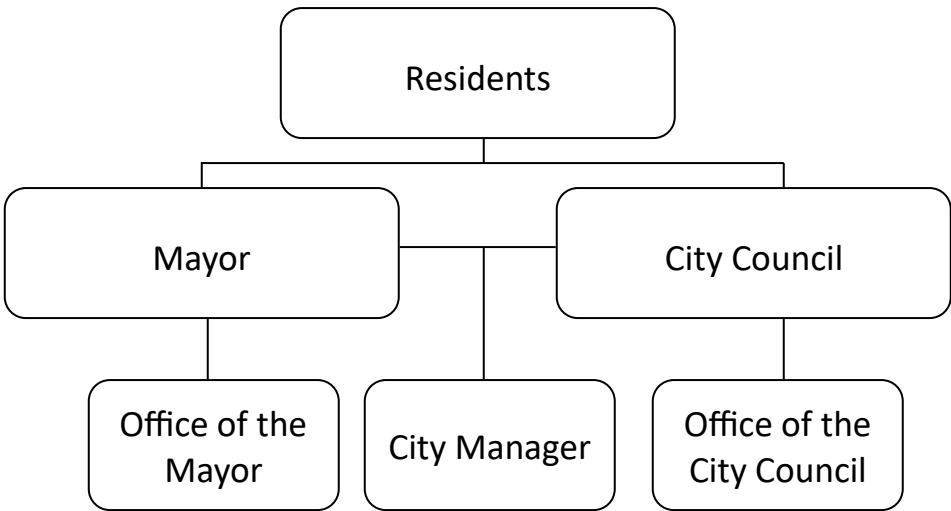 Residents
Mayor
City Council
Office of the
Mayor
City Manager
Office of the
City Council